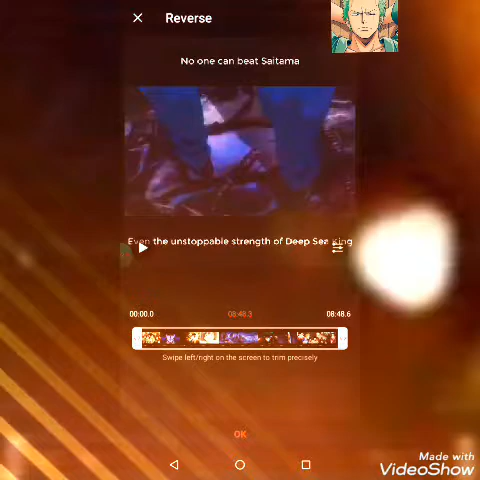 Reverse
No one can beat Saitama
Even the unstoppable strength of Deep Sea King
00:00.0 08:48.3 08:48.6
Swipe left/right on the screen to trim precisely
OK
Made with
VideoShow